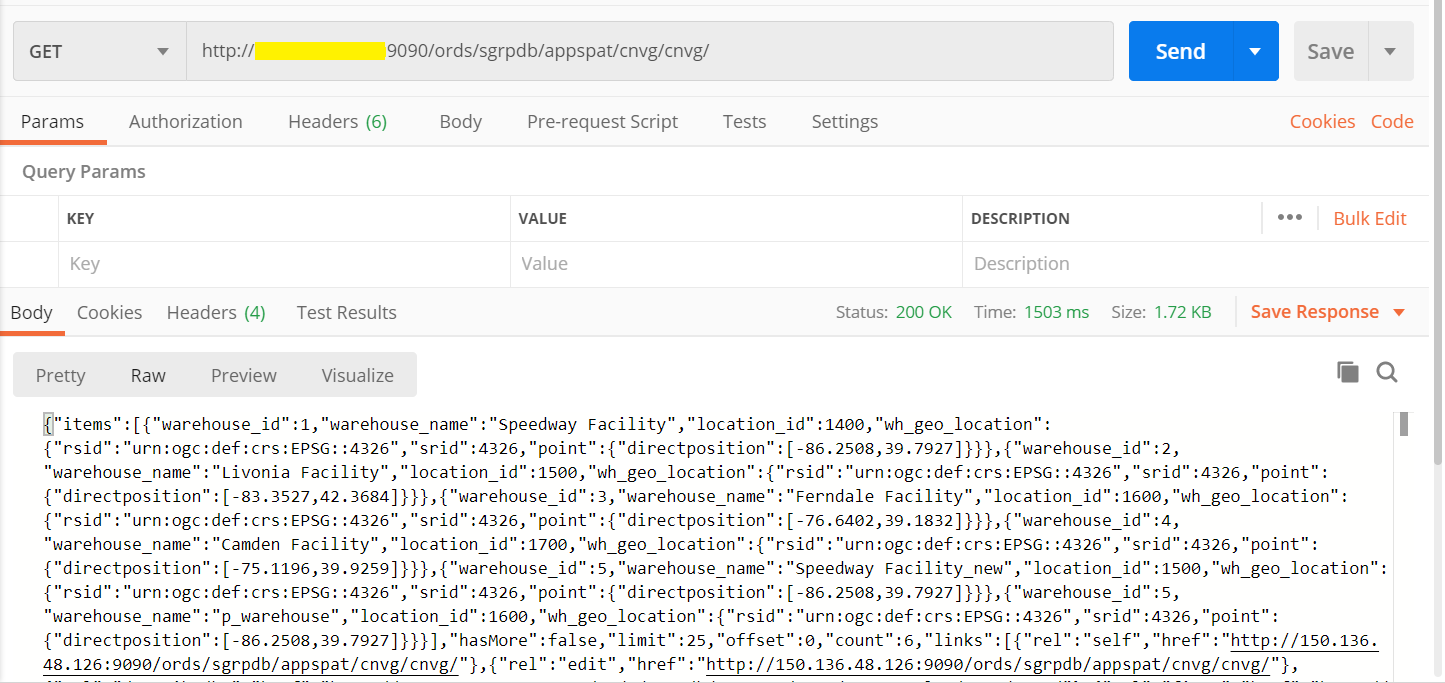 GET http:// 9090/ords/sgrpdb/appspat/cnvg/cnvg/ Send Save
Params Authorization Headers (6) Body Pre-request Script Tests Settings Cookies Code
Query Params
KEY VALUE DESCRIPTION ••• Bulk Edit
Key Value Description
Body Cookies Headers (4) Test Results Status: 200 OK Time: 1503 ms Size: 1.72 KB Save Response
Pretty Raw Preview Visualize
{"items":[{"warehouse_id":1,"warehouse_name":"Speedway Facility","location_id":1400,"wh_geo_location":
{"rsid":"urn:ogc:def:crs:EPSG::4326","srid":4326,"point":{"directposition":[-86.2508,39.7927]}}},{"warehouse_id":2,
"warehouse_name":"Livonia Facility","location_id":1500,"wh_geo_location":{"rsid":"urn:ogc:def:crs:EPSG::4326","srid":4326,"point":
{"directposition":[-83.3527,42.3684]}}},{"warehouse_id":3,"warehouse_name":"Ferndale Facility","location_id":1600,"wh_geo_location":
{"rsid":"urn:ogc:def:crs:EPSG::4326","srid":4326,"point":{"directposition":[-76.6402,39.1832]}}},{"warehouse_id":4,
"warehouse_name":"Camden Facility","location_id":1700,"wh_geo_location":{"rsid":"urn:ogc:def:crs:EPSG::4326","srid":4326,"point":
{"directposition":[-75.1196,39.9259]}}},{"warehouse_id":5,"warehouse_name":"Speedway Facility_new","location_id":1500,"wh_geo_location":
{"rsid":"urn:ogc:def:crs:EPSG::4326","srid":4326,"point":{"directposition":[-86.2508,39.7927]}}},{"warehouse_id":5,
"warehouse_name":"p_warehouse","location_id":1600,"wh_geo_location":{"rsid":"urn:ogc:def:crs:EPSG::4326","srid":4326,"point":
{"directposition":[-86.2508,39.7927]}}}],"hasMore":false,"limit":25,"offset":0,"count":6,"links":[{"rel":"self","href":"http://150.136.
48.126:9090/ords/sgrpdb/appspat/cnvg/cnvg/"},{"rel":"edit","href":"http://150.136.48.126:9090/ords/sgrpdb/appspat/cnvg/cnvg/"},